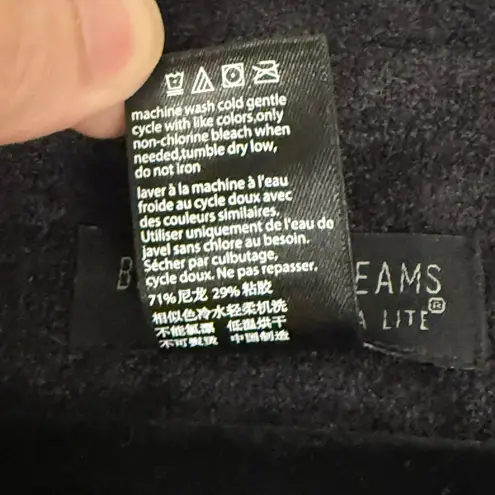 machine wash cold gentle
cycle with like colors,only
non-chlorine bleach when
needed,tumble dry low,
do not iron
laver à la machine à l'eau
froide au cycle doux avec
des couleurs similaires.
Utiliser uniquement de l'eau de
javel sans chlore au besoin.
Sécher par culbutage,
cycle doux. Ne pas repasser.
71%尼龙 29%粘胶
相似色冷水轻柔机洗
不能氯漂 低温烘干
不可熨烫 中国制造
B EAMS
A LITE®